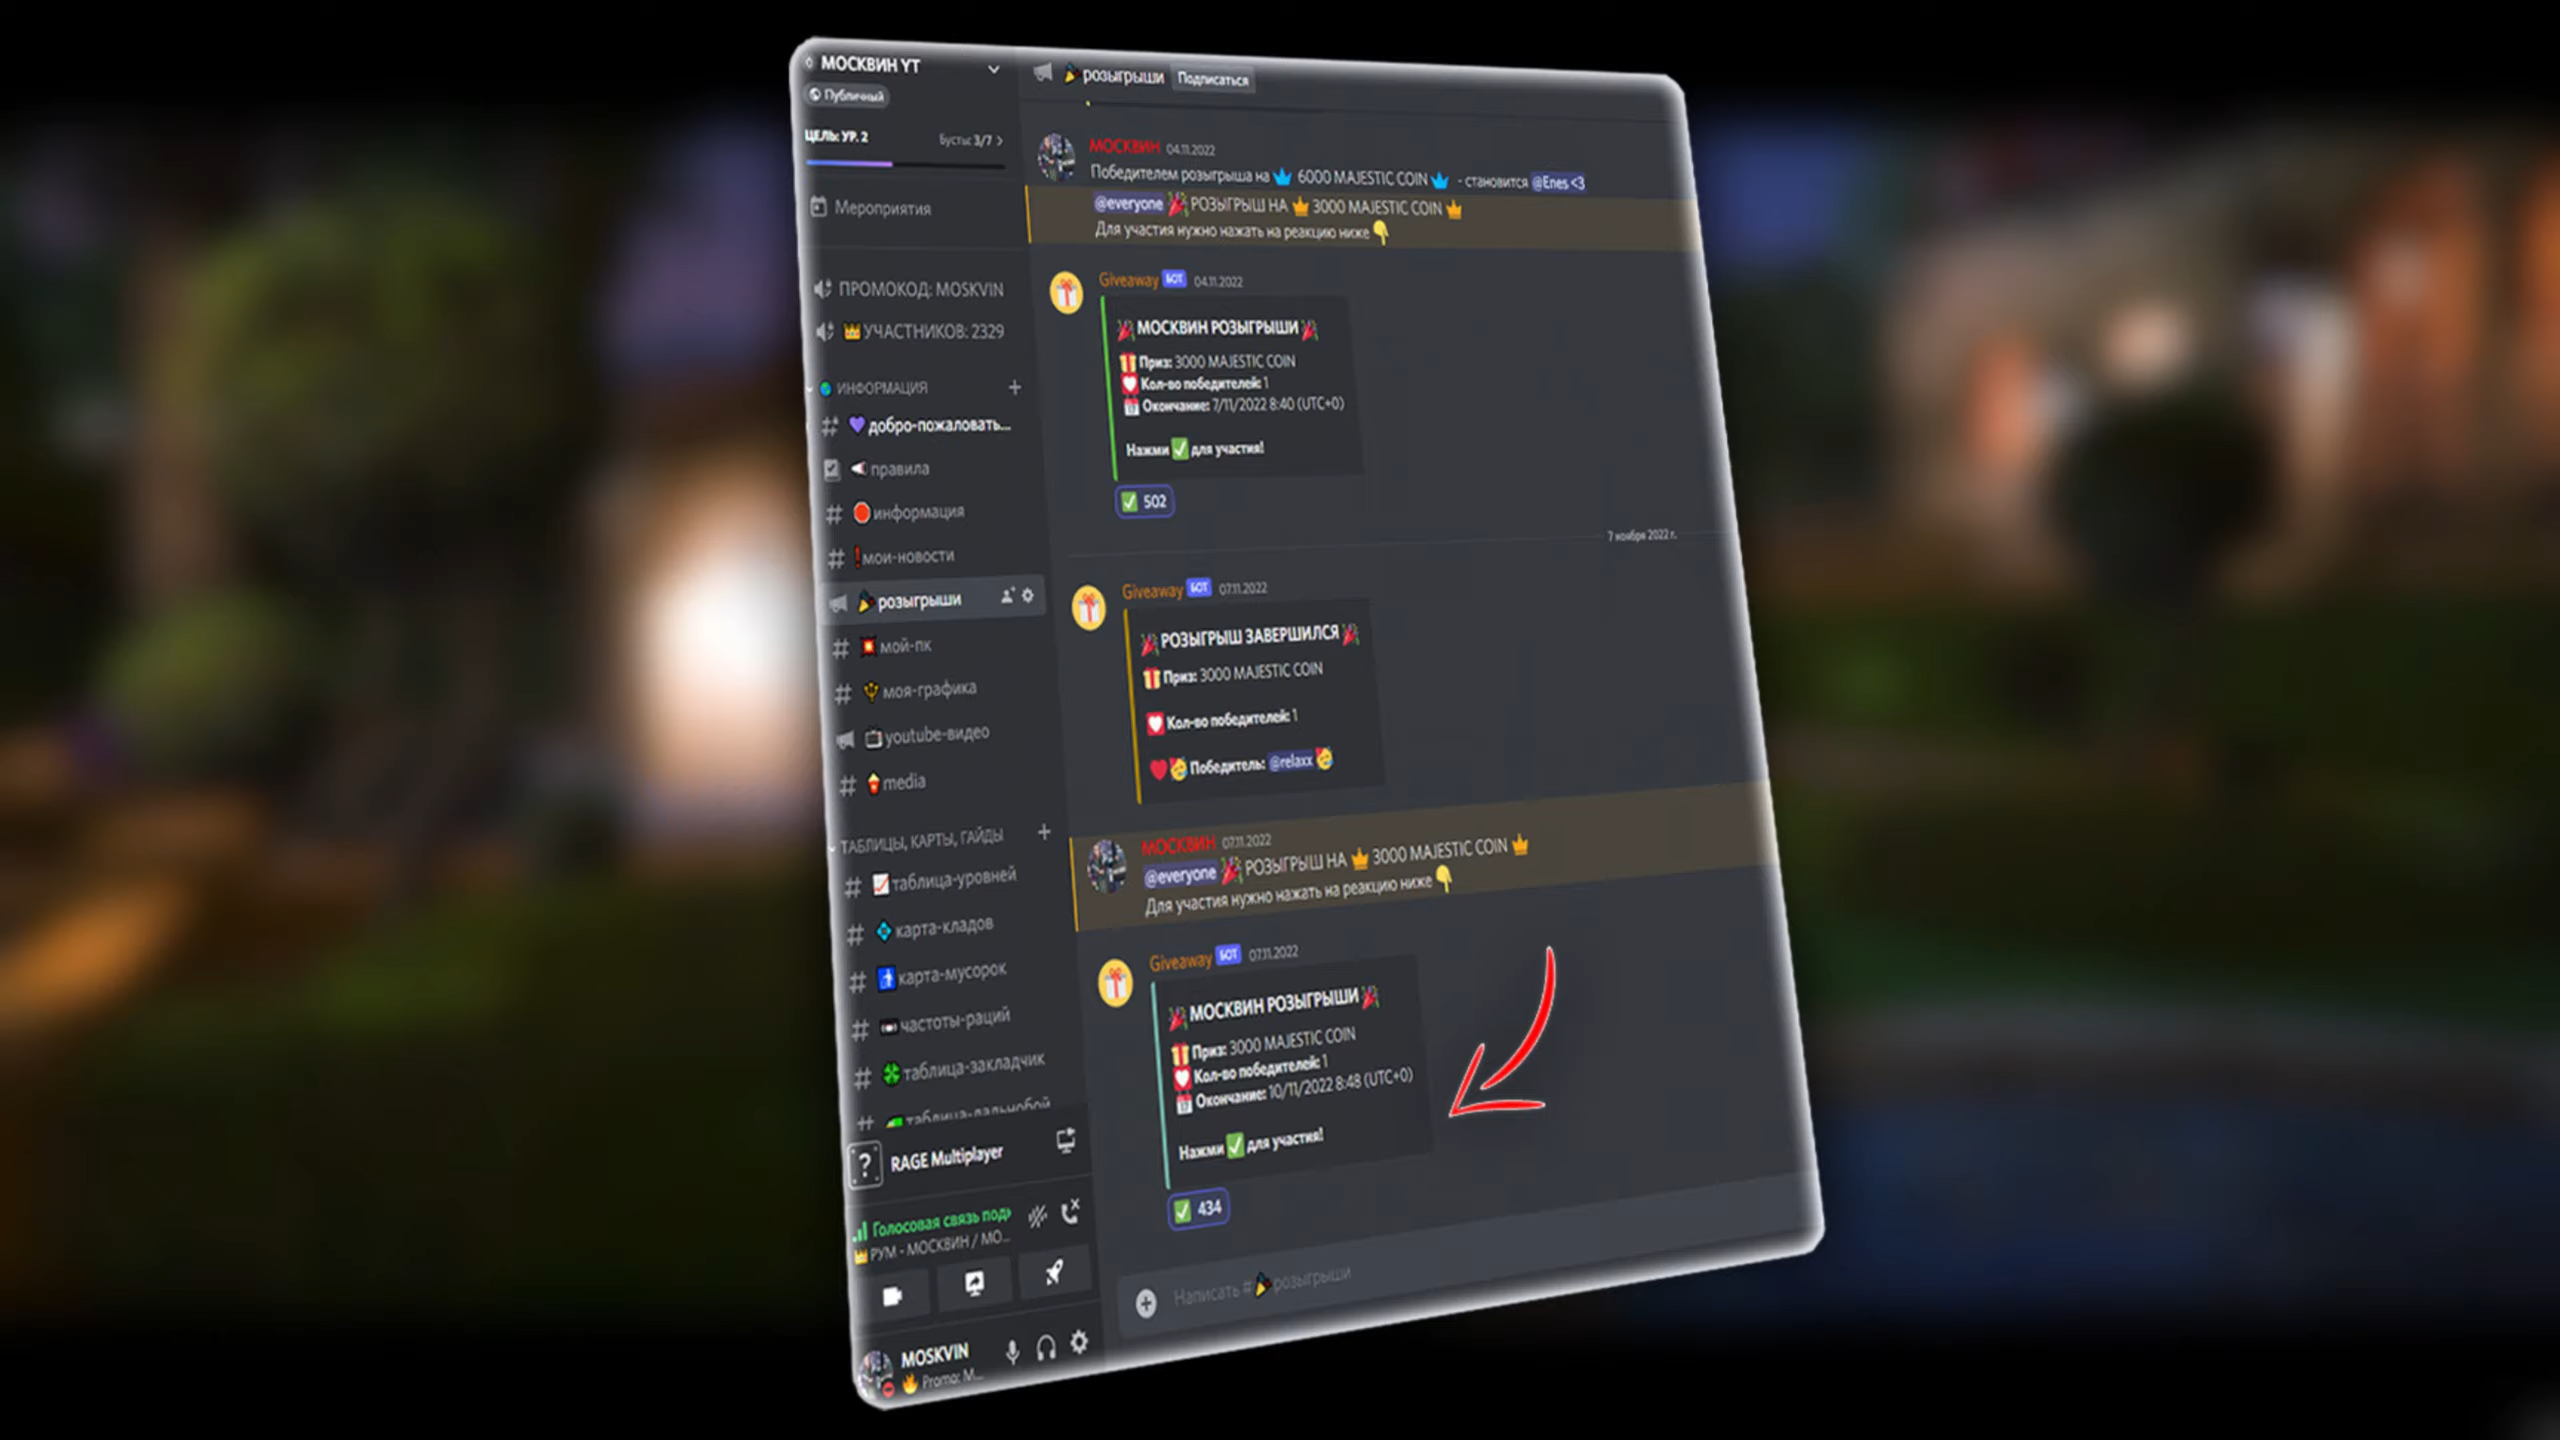 МОСКВИН YT
Публичный
ЦЕЛЬ: УР. 2
Бусты: 3/7
Мероприятия
ПРОМОКОД: MOSKVIN
УЧАСТНИКОВ: 2329
ИНФОРМАЦИЯ
добро-пожаловать...
правила
информация
мои-новости
розыгрыши
мой-пк
моя-графика
youtube-видео
media
ТАБЛИЦЫ, КАРТЫ, ГАЙДЫ
таблица-уровней
карта-кладов
карта-мусорок
частоты-раций
таблица-закладчик
таблица-дальнобой
RAGE Multiplayer
Голосовая связь под
РУМ - МОСКВИН / МО...
MOSKVIN
Promo: M...
розыгрыши Подписаться
МОСКВИН 04.11.2022
Победителем розыгрыша на 6000 MAJESTIC COIN - становится @Enes <3
@everyone РОЗЫГРЫШ НА 3000 MAJESTIC COIN
Для участия нужно нажать на реакцию ниже
Giveaway БОТ 04.11.2022
МОСКВИН РОЗЫГРЫШИ
Приз: 3000 MAJESTIC COIN
Кол-во победителей: 1
Окончание: 7/11/2022 8:40 (UTC+0)
Нажми для участия!
502
7 ноября 2022 г.
Giveaway БОТ 07.11.2022
РОЗЫГРЫШ ЗАВЕРШИЛСЯ
Приз: 3000 MAJESTIC COIN
Кол-во победителей: 1
Победитель: @relaxx
МОСКВИН 07.11.2022
@everyone РОЗЫГРЫШ НА 3000 MAJESTIC COIN
Для участия нужно нажать на реакцию ниже
Giveaway БОТ 07.11.2022
МОСКВИН РОЗЫГРЫШИ
Приз: 3000 MAJESTIC COIN
Кол-во победителей: 1
Окончание: 10/11/2022 8:48 (UTC+0)
Нажми для участия!
434
Написать #розыгрыши